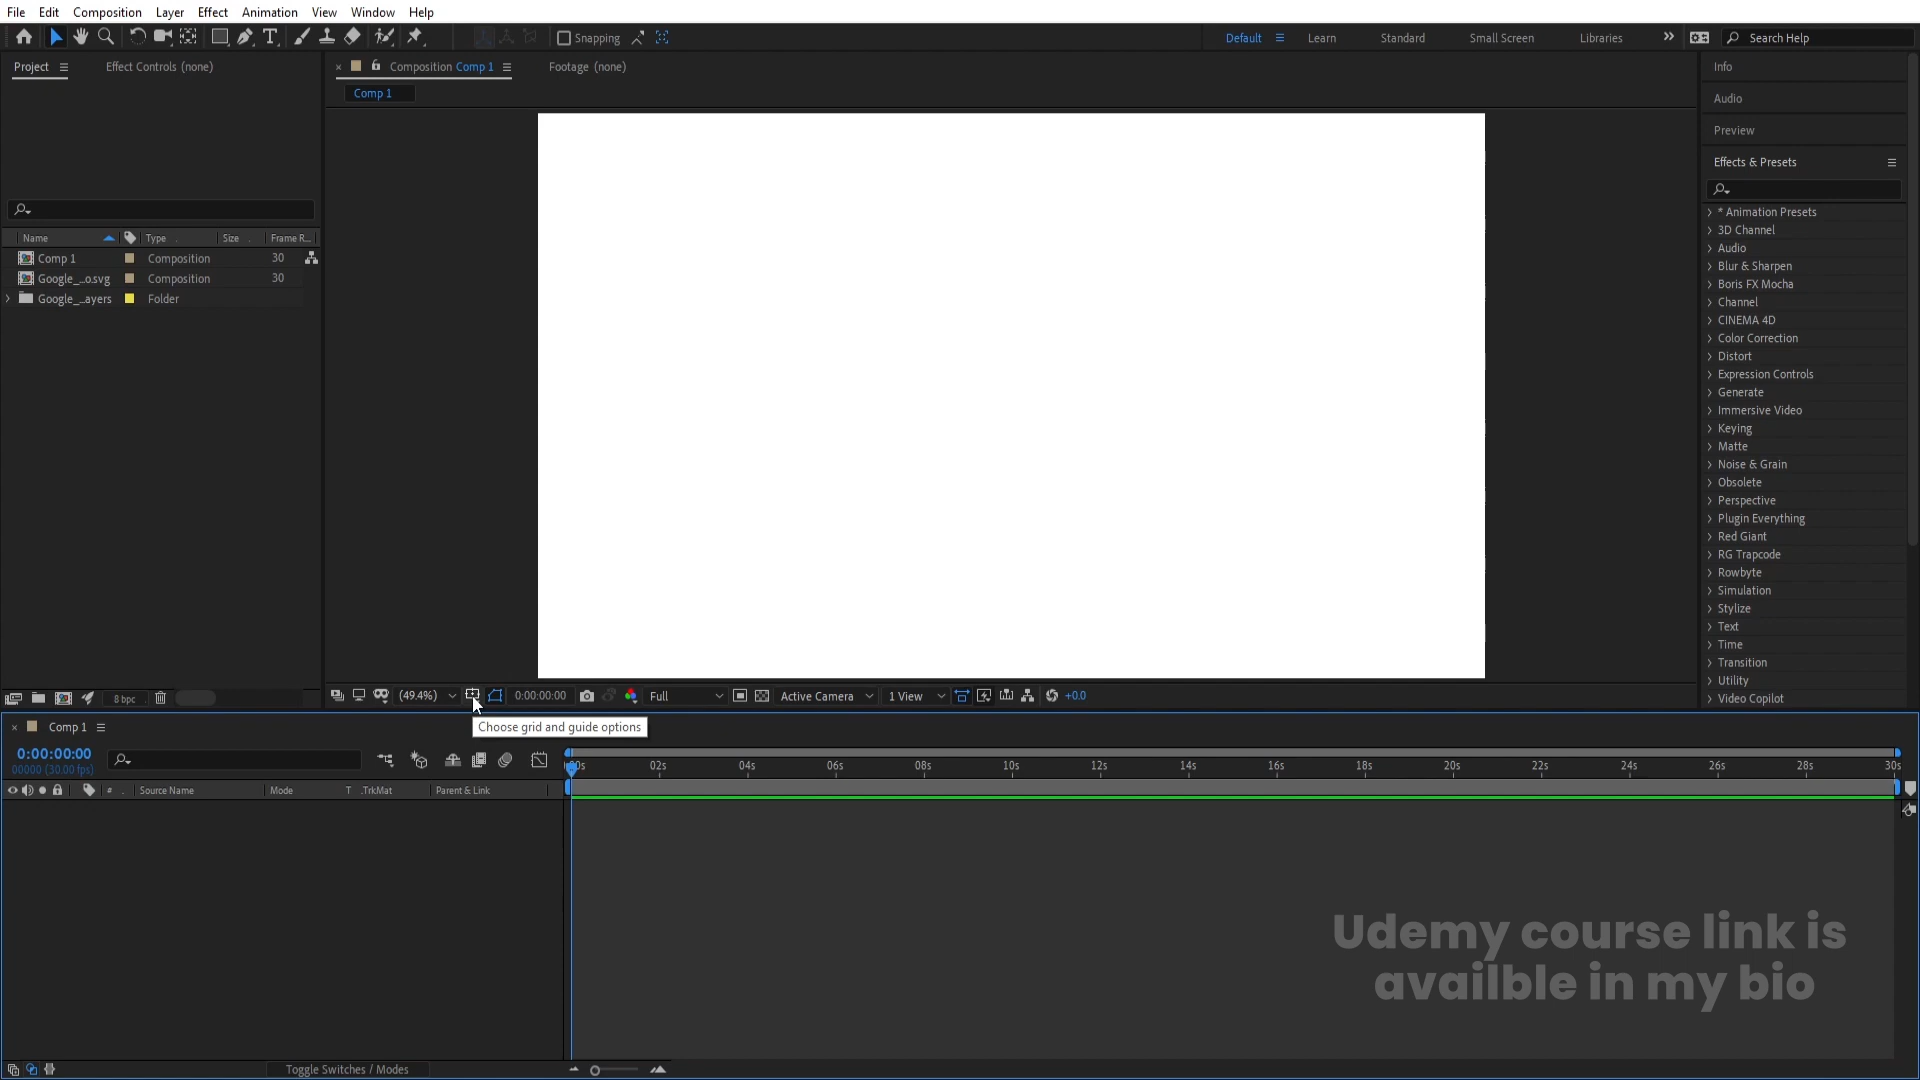 File Edit Composition Layer Effect Animation View Window Help
Snapping
Default Learn Standard Small Screen Libraries Search Help
Project Effect Controls (none)
Composition Comp 1 Footage (none)
Comp 1
Info
Audio
Preview
Effects & Presets
* Animation Presets
3D Channel
Audio
Blur & Sharpen
Boris FX Mocha
Channel
CINEMA 4D
Color Correction
Distort
Expression Controls
Generate
Immersive Video
Keying
Matte
Noise & Grain
Obsolete
Perspective
Plugin Everything
Red Giant
RG Trapcode
Rowbyte
Simulation
Stylize
Text
Time
Transition
Utility
Video Copilot
Name Type Size Frame R...
Comp 1 Composition 30
Google_...o.svg Composition 30
Google_...ayers Folder
8 bpc
(49.4%) 0:00:00:00 Full Active Camera 1 View +0.0
Choose grid and guide options
Comp 1
0:00:00:00
00000 (30.00 fps)
02s 04s 06s 08s 10s 12s 14s 16s 18s 20s 22s 24s 26s 28s 30s
# Source Name Mode T .TrkMat Parent & Link
Udemy course link is
availble in my bio
Toggle Switches / Modes